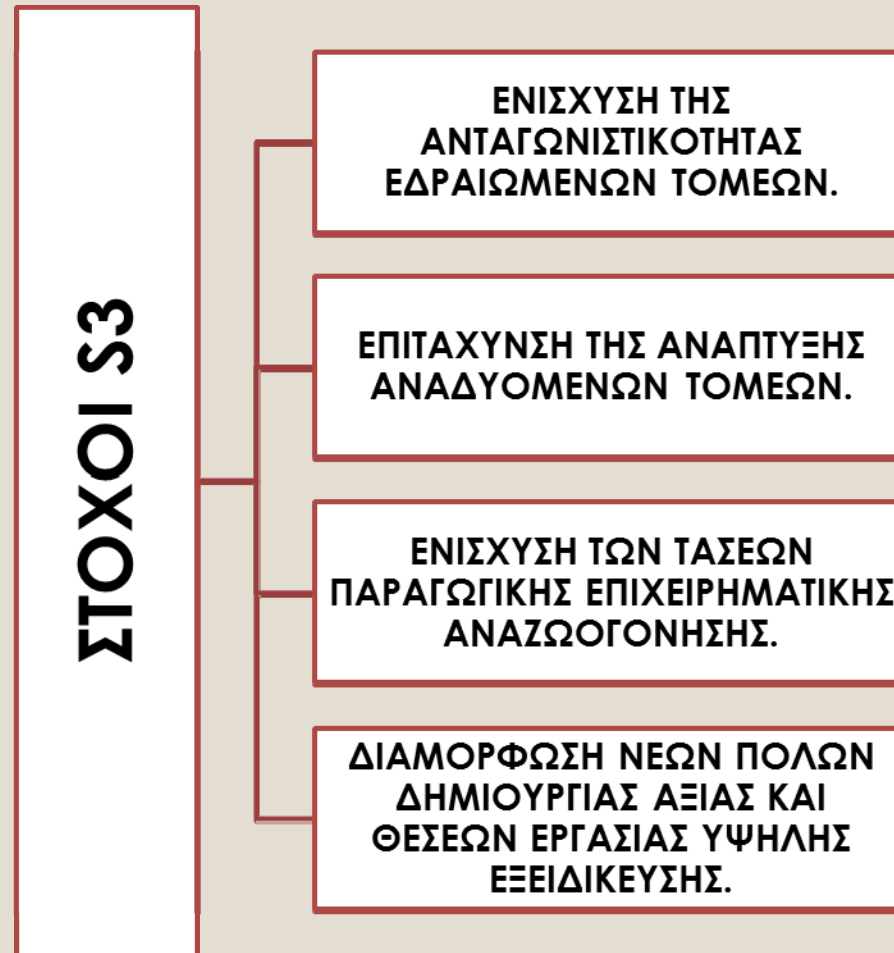 ΣΤΟΧΟΙ S3
ΕΝΙΣΧΥΣΗ ΤΗΣ
ΑΝΤΑΓΩΝΙΣΤΙΚΟΤΗΤΑΣ
ΕΔΡΑΙΩΜΕΝΩΝ ΤΟΜΕΩΝ.
ΕΠΙΤΑΧΥΝΣΗ ΤΗΣ ΑΝΑΠΤΥΞΗΣ
ΑΝΑΔΥΟΜΕΝΩΝ ΤΟΜΕΩΝ.
ΕΝΙΣΧΥΣΗ ΤΩΝ ΤΑΣΕΩΝ
ΠΑΡΑΓΩΓΙΚΗΣ ΕΠΙΧΕΙΡΗΜΑΤΙΚΗΣ
ΑΝΑΖΩΟΓΟΝΗΣΗΣ.
ΔΙΑΜΟΡΦΩΣΗ ΝΕΩΝ ΠΟΛΩΝ
ΔΗΜΙΟΥΡΓΙΑΣ ΑΞΙΑΣ ΚΑΙ
ΘΕΣΕΩΝ ΕΡΓΑΣΙΑΣ ΥΨΗΛΗΣ
ΕΞΕΙΔΙΚΕΥΣΗΣ.